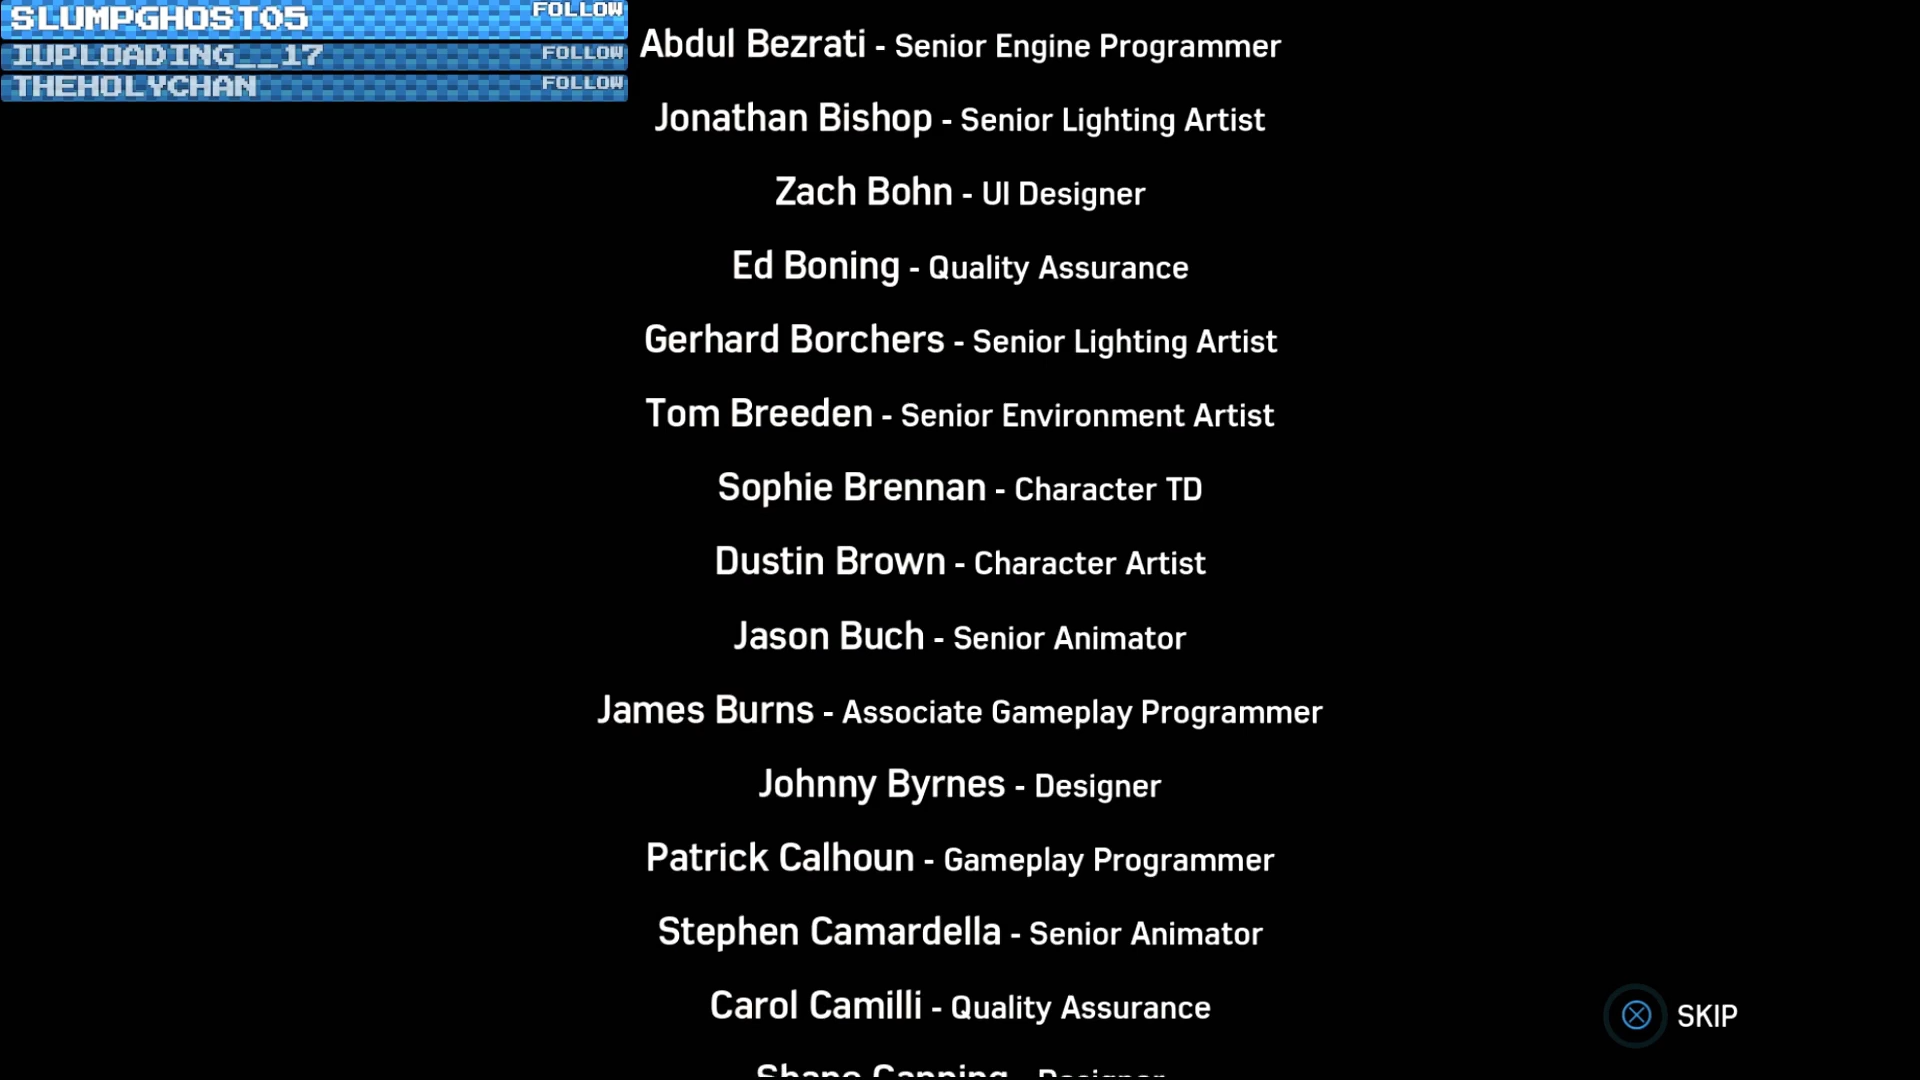 SLUMPGHOST05 FOLLOW
IUPLOADING__17 FOLLOW
THEHOLYCHAN FOLLOW
Abdul Bezrati - Senior Engine Programmer
Jonathan Bishop - Senior Lighting Artist
Zach Bohn - UI Designer
Ed Boning - Quality Assurance
Gerhard Borchers - Senior Lighting Artist
Tom Breeden - Senior Environment Artist
Sophie Brennan - Character TD
Dustin Brown - Character Artist
Jason Buch - Senior Animator
James Burns - Associate Gameplay Programmer
Johnny Byrnes - Designer
Patrick Calhoun - Gameplay Programmer
Stephen Camardella - Senior Animator
Carol Camilli - Quality Assurance
SKIP
Shane Canning - Designer